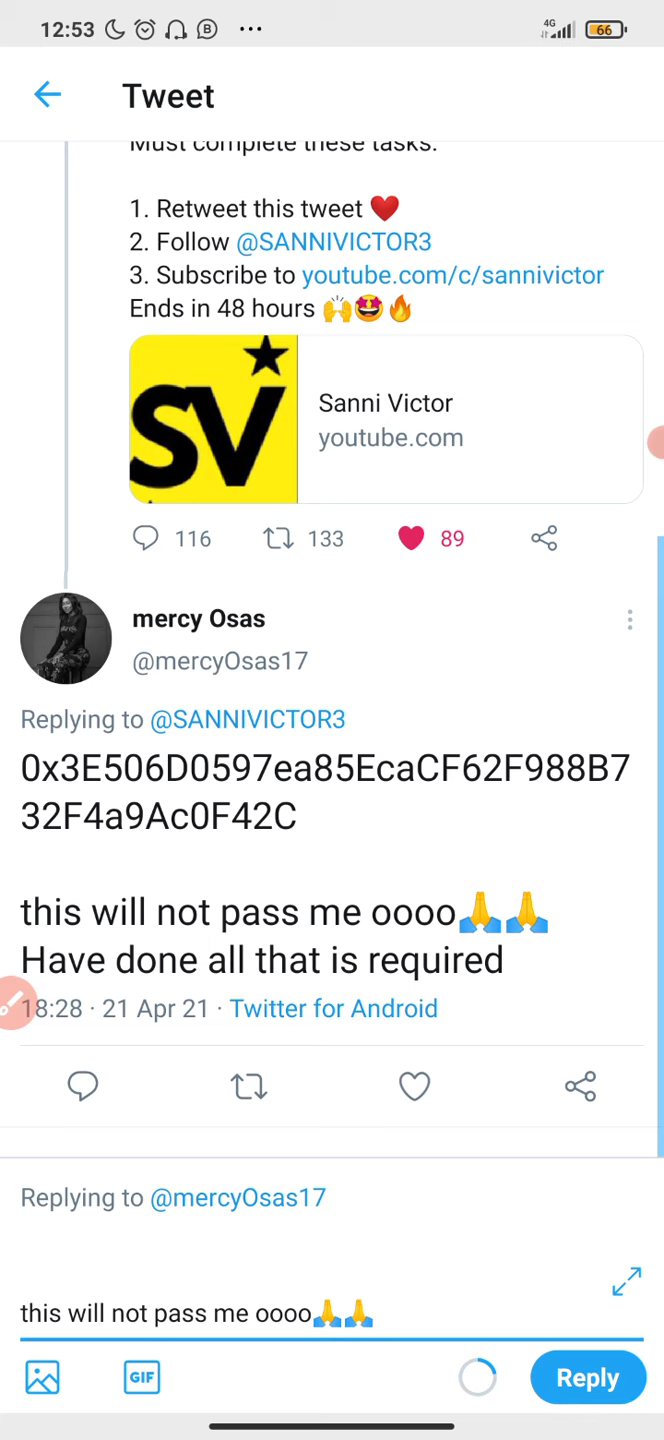 12:53
4G
66
Tweet
Must complete these tasks.
1. Retweet this tweet ❤️
2. Follow @SANNIVICTOR3
3. Subscribe to youtube.com/c/sannivictor
Ends in 48 hours 🙌🤩🔥
SV
Sanni Victor
youtube.com
116 133 89
mercy Osas
@mercyOsas17
Replying to @SANNIVICTOR3
0x3E506D0597ea85EcaCF62F988B7
32F4a9Ac0F42C
this will not pass me oooo🙏🙏
Have done all that is required
18:28 · 21 Apr 21 · Twitter for Android
Replying to @mercyOsas17
this will not pass me oooo🙏🙏
GIF
Reply